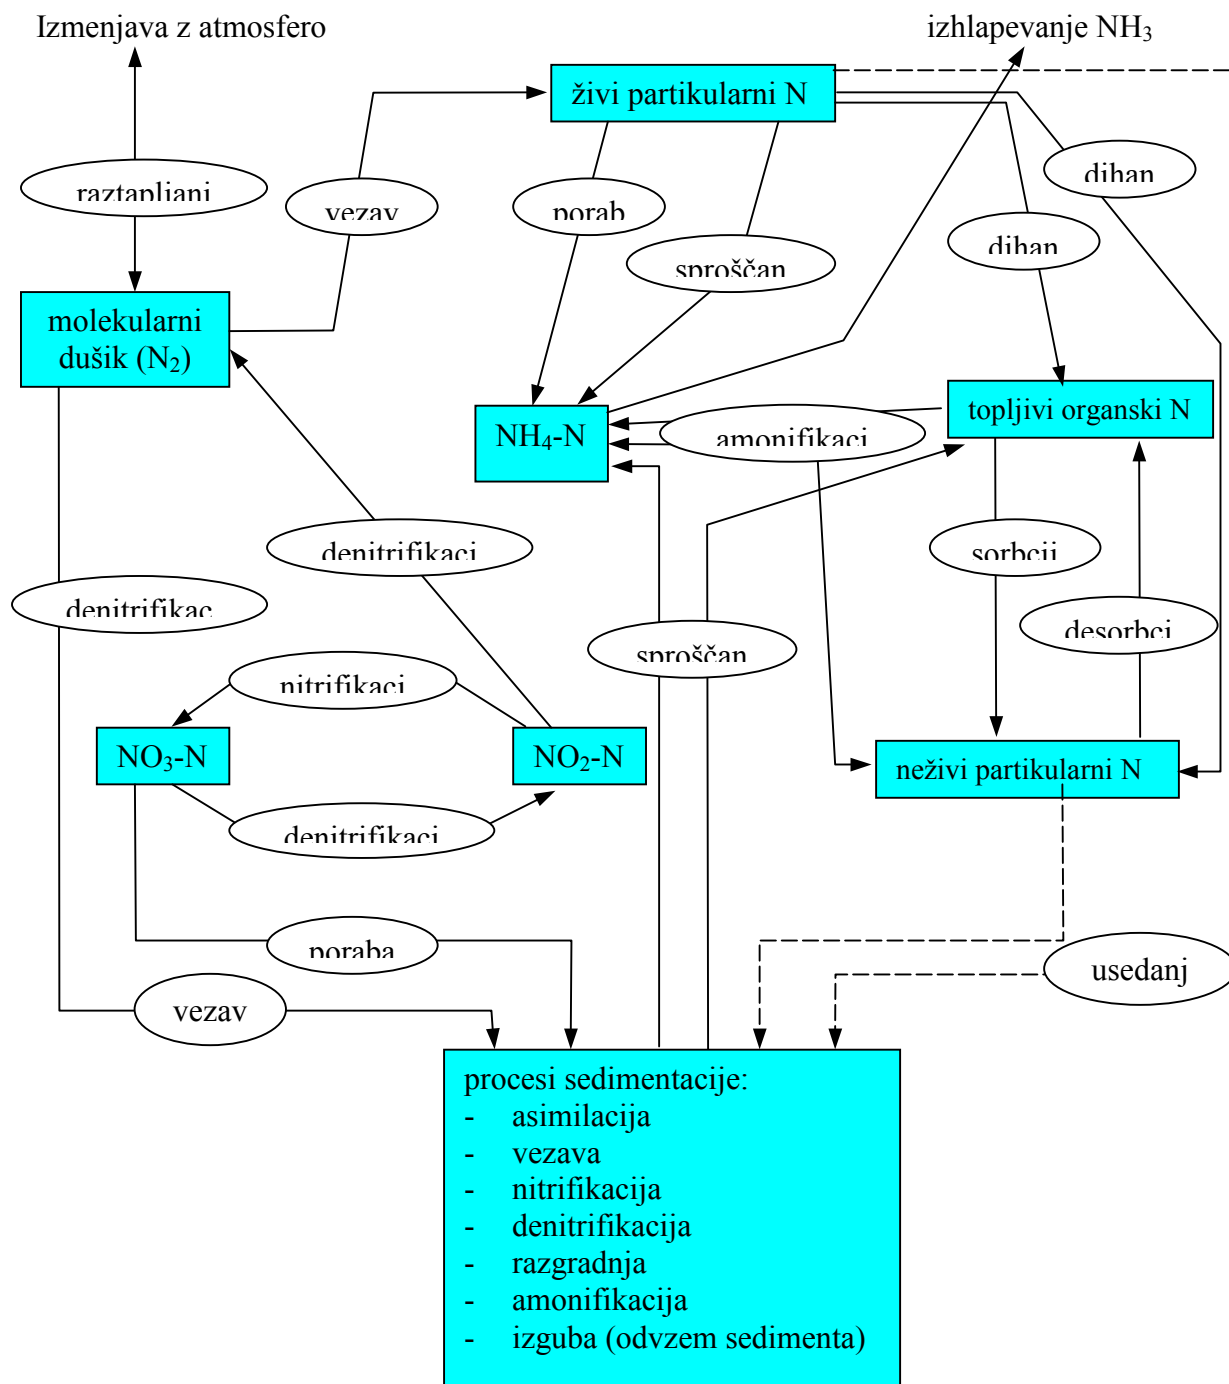 Izmenjava z atmosfero
izhlapevanje NH₃
živi partikularni N
raztapljani
vezav
porab
sproščan
dihan
dihan
molekularni
dušik (N₂)
NH₄-N
amonifikaci
topljivi organski N
denitrifikaci
denitrifikac
sorbcij
desorbci
sproščan
nitrifikaci
NO₃-N
NO₂-N
neživi partikularni N
denitrifikaci
poraba
vezav
usedanj
procesi sedimentacije:
- asimilacija
- vezava
- nitrifikacija
- denitrifikacija
- razgradnja
- amonifikacija
- izguba (odvzem sedimenta)